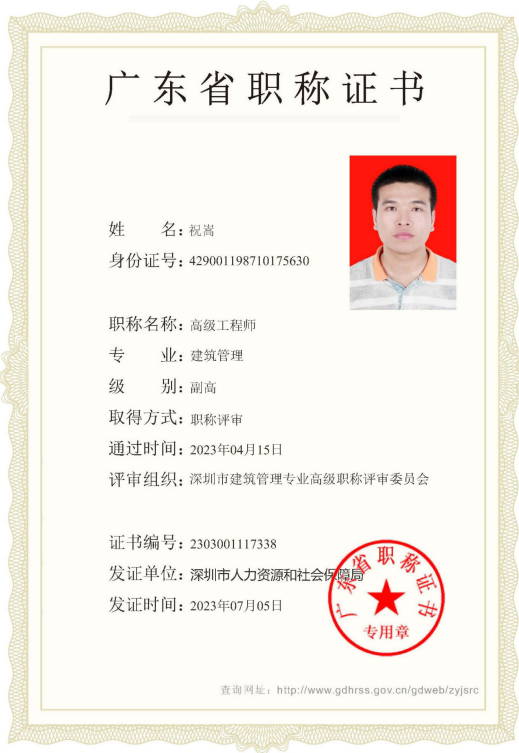 广东省职称证书
姓 名：祝嵩
身份证号：429001198710175630
职称名称：高级工程师
专 业：建筑管理
级 别：副高
取得方式：职称评审
通过时间：2023年04月15日
评审组织：深圳市建筑管理专业高级职称评审委员会
证书编号：2303001117338
发证单位：深圳市人力资源和社会保障局
发证时间：2023年07月05日
广东省职称证书
专用章
查询网址：http://www.gdhrss.gov.cn/gdweb/zyjsrc